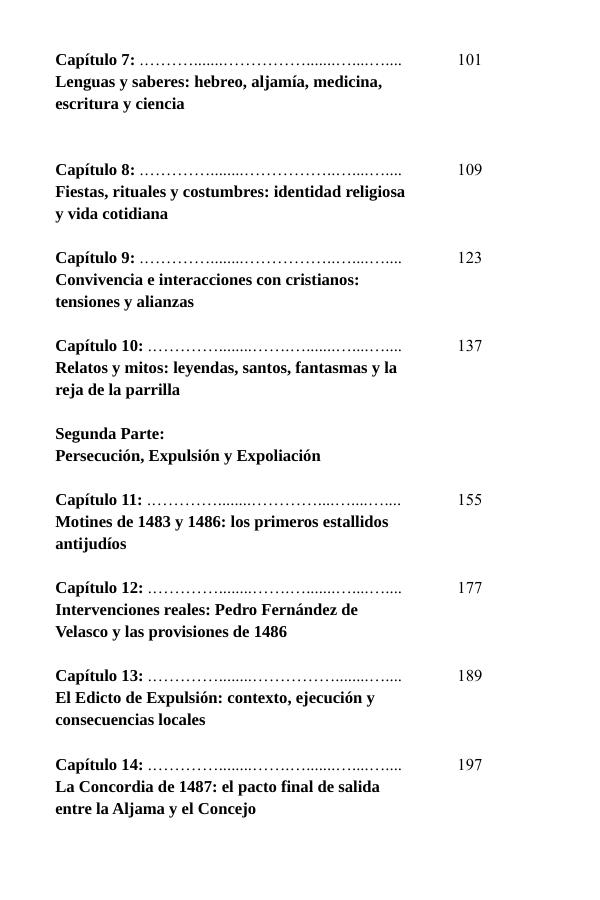 Capítulo 7: ………….......……………......…...….... 101
Lenguas y saberes: hebreo, aljamía, medicina,
escritura y ciencia
Capítulo 8: …………........……………..…...….... 109
Fiestas, rituales y costumbres: identidad religiosa
y vida cotidiana
Capítulo 9: …………........……………..…...….... 123
Convivencia e interacciones con cristianos:
tensiones y alianzas
Capítulo 10: …………........…….…......…...….... 137
Relatos y mitos: leyendas, santos, fantasmas y la
reja de la parrilla
Segunda Parte:
Persecución, Expulsión y Expoliación
Capítulo 11: …………........…………...…...….... 155
Motines de 1483 y 1486: los primeros estallidos
antijudíos
Capítulo 12: …………........…….…......…...….... 177
Intervenciones reales: Pedro Fernández de
Velasco y las provisiones de 1486
Capítulo 13: …………........……………........…....... 189
El Edicto de Expulsión: contexto, ejecución y
consecuencias locales
Capítulo 14: …………........…….…......…...….... 197
La Concordia de 1487: el pacto final de salida
entre la Aljama y el Concejo